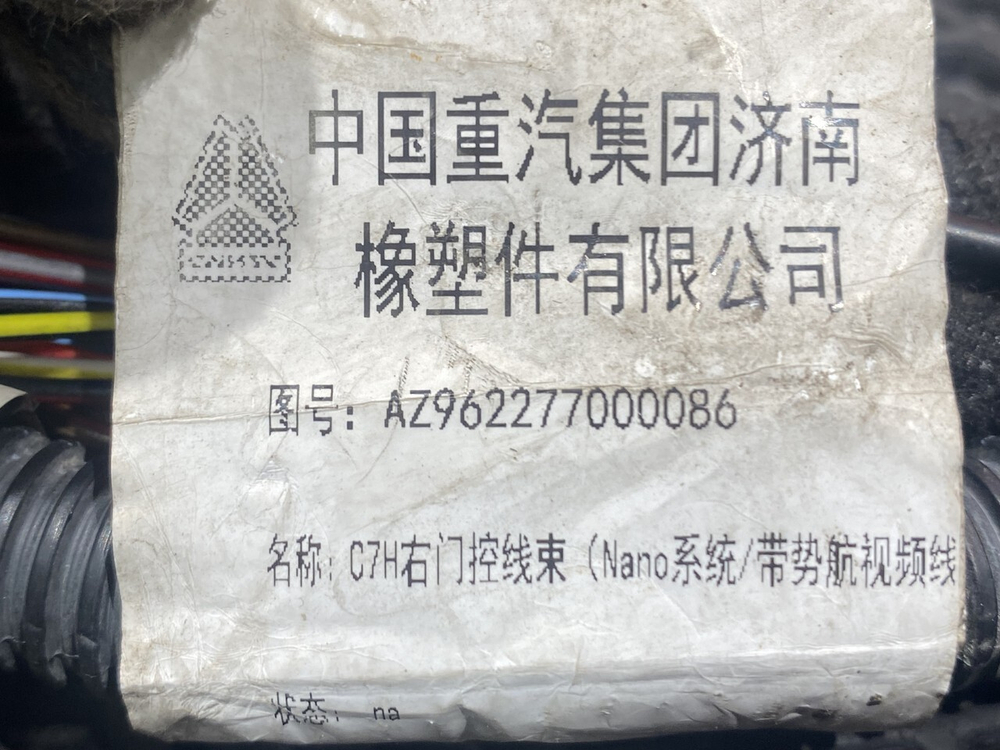 中国重汽集团济南
橡塑件有限公司
图号: AZ962277000086
名称: C7H右门控线束（Nano系统/带势航视频线
状态: na